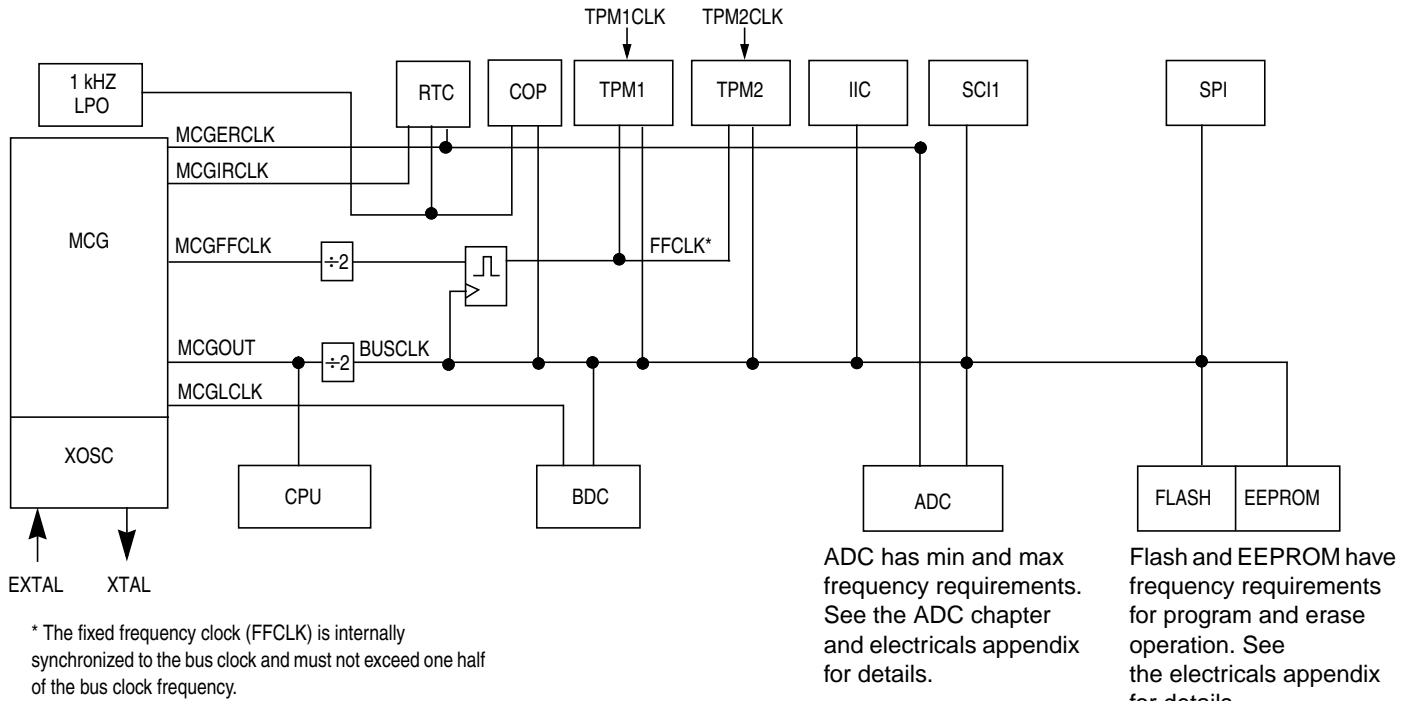 TPM1CLK TPM2CLK
1 kHZ
LPO
RTC COP TPM1 TPM2 IIC SCI1 SPI
MCGERCLK
MCGIRCLK
MCG
MCGFFCLK ÷2 FFCLK*
MCGOUT ÷2 BUSCLK
MCGLCLK
XOSC
CPU BDC ADC FLASH EEPROM
EXTAL XTAL
ADC has min and max
frequency requirements.
See the ADC chapter
and electricals appendix
for details.
Flash and EEPROM have
frequency requirements
for program and erase
operation. See
the electricals appendix
for details
* The fixed frequency clock (FFCLK) is internally
synchronized to the bus clock and must not exceed one half
of the bus clock frequency.